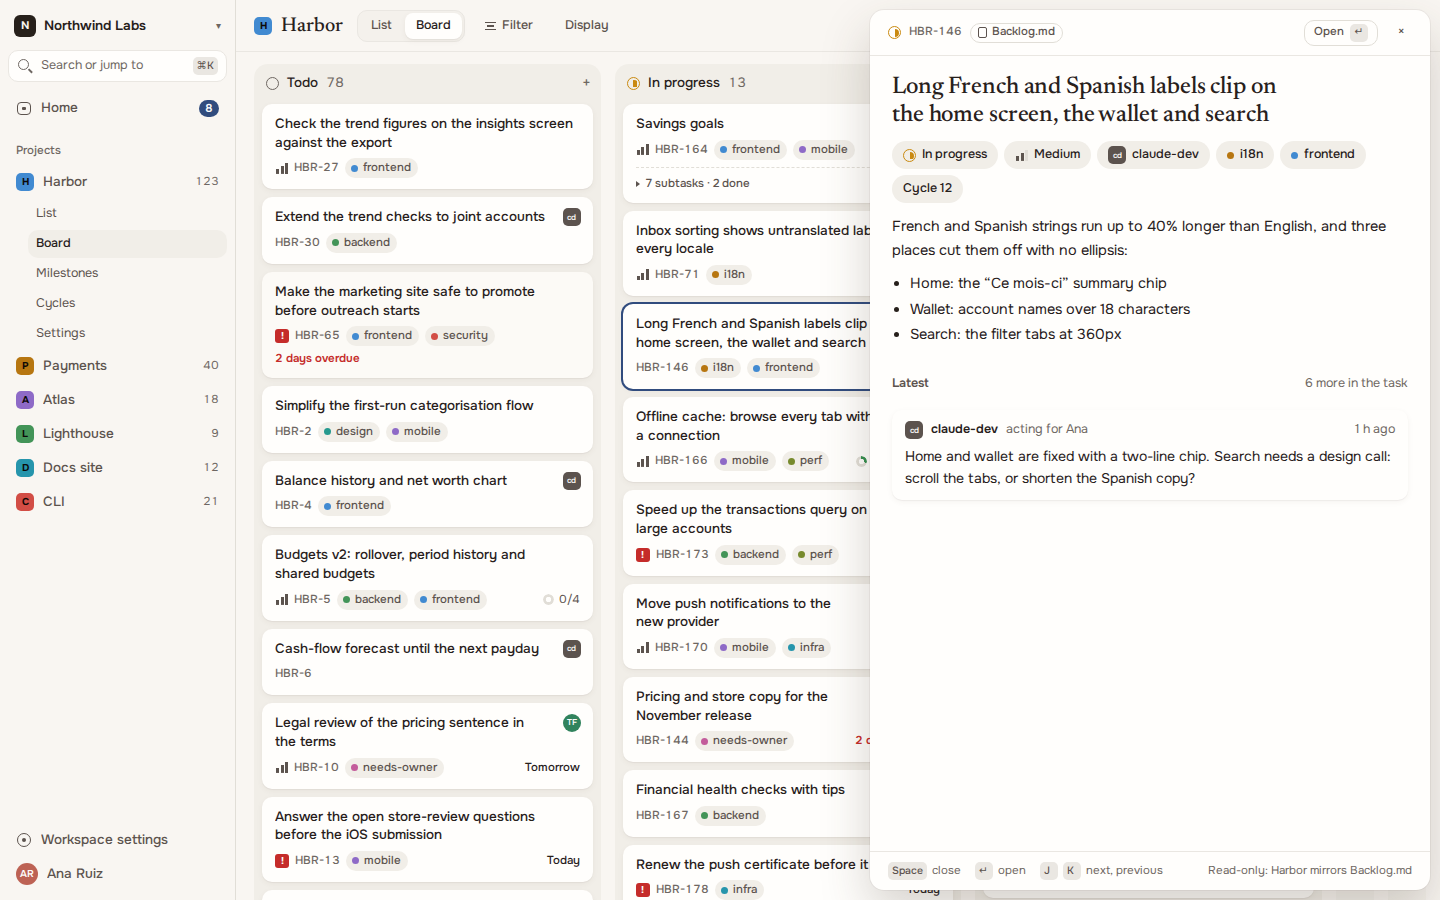 N Northwind Labs
Search or jump to ⌘K
Home 8
Projects
H Harbor 123
List
Board
Milestones
Cycles
Settings
P Payments 40
A Atlas 18
L Lighthouse 9
D Docs site 12
C CLI 21
Workspace settings
AR Ana Ruiz
H Harbor List Board Filter Display
Todo 78 +
Check the trend figures on the insights screen
against the export
HBR-27 frontend
Extend the trend checks to joint accounts cd
HBR-30 backend
Make the marketing site safe to promote
before outreach starts
! HBR-65 frontend security
2 days overdue
Simplify the first-run categorisation flow
HBR-2 design mobile
Balance history and net worth chart cd
HBR-4 frontend
Budgets v2: rollover, period history and
shared budgets
HBR-5 backend frontend 0/4
Cash-flow forecast until the next payday cd
HBR-6
Legal review of the pricing sentence in TF
the terms
HBR-10 needs-owner Tomorrow
Answer the open store-review questions
before the iOS submission
! HBR-13 mobile Today
In progress 13
Savings goals
HBR-164 frontend mobile
7 subtasks · 2 done
Inbox sorting shows untranslated
every locale
HBR-71 i18n
Long French and Spanish labels clip
home screen, the wallet and search
HBR-146 i18n frontend
Offline cache: browse every tab with
a connection
HBR-166 mobile perf
Speed up the transactions query on
large accounts
! HBR-173 backend perf
Move push notifications to the
new provider
HBR-170 mobile infra
Pricing and store copy for the
November release
HBR-144 needs-owner 2
Financial health checks with tips
HBR-167 backend
Renew the push certificate before it
! HBR-178 infra
HBR-146 Backlog.md Open ↵ ×
Long French and Spanish labels clip on
the home screen, the wallet and search
In progress Medium cd claude-dev i18n frontend
Cycle 12
French and Spanish strings run up to 40% longer than English, and three
places cut them off with no ellipsis:
• Home: the “Ce mois-ci” summary chip
• Wallet: account names over 18 characters
• Search: the filter tabs at 360px
Latest 6 more in the task
cd claude-dev acting for Ana 1 h ago
Home and wallet are fixed with a two-line chip. Search needs a design call:
scroll the tabs, or shorten the Spanish copy?
Space close ↵ open J K next, previous Read-only: Harbor mirrors Backlog.md